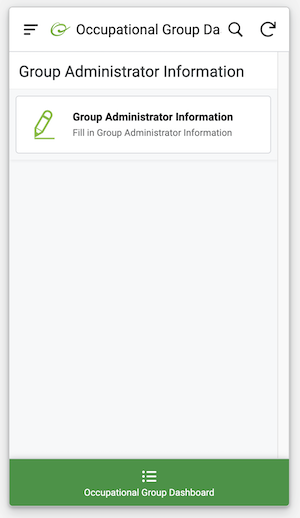 Occupational Group Da
Group Administrator Information
Group Administrator Information
Fill in Group Administrator Information
Occupational Group Dashboard